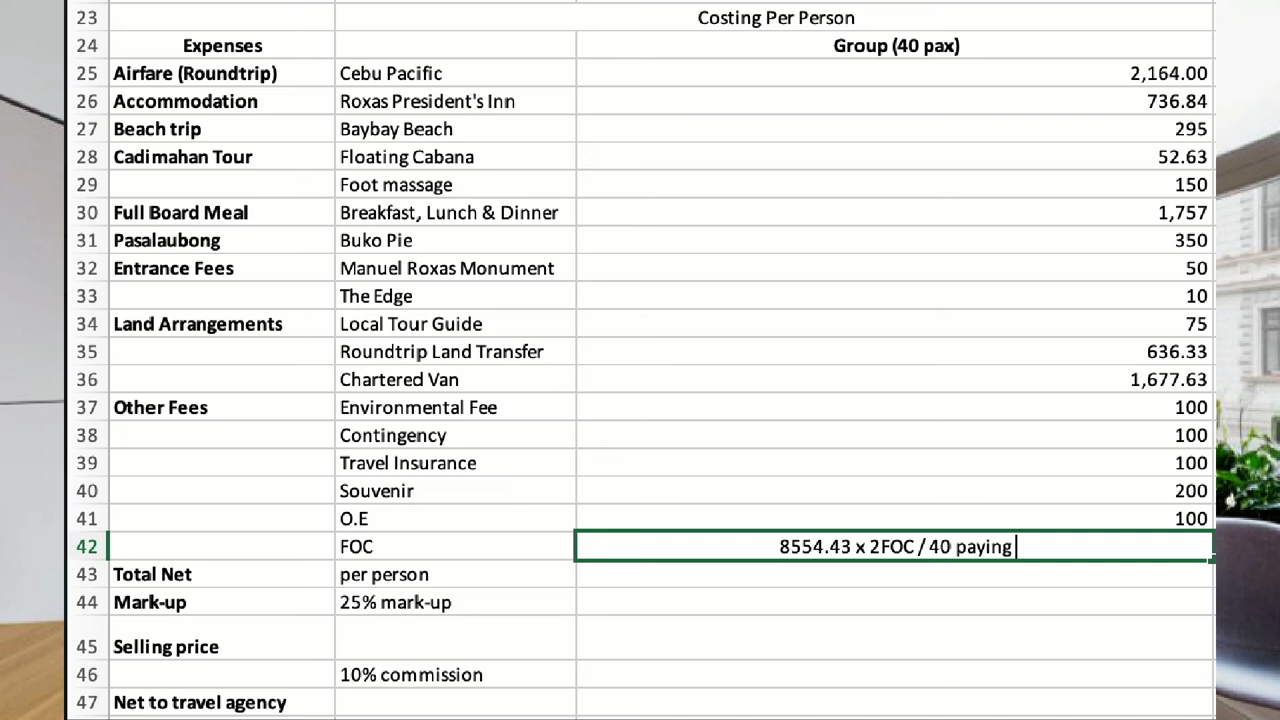 23 Costing Per Person
24 Expenses Group (40 pax)
25 Airfare (Roundtrip) Cebu Pacific 2,164.00
26 Accommodation Roxas President's Inn 736.84
27 Beach trip Baybay Beach 295
28 Cadimahan Tour Floating Cabana 52.63
29 Foot massage 150
30 Full Board Meal Breakfast, Lunch & Dinner 1,757
31 Pasalaubong Buko Pie 350
32 Entrance Fees Manuel Roxas Monument 50
33 The Edge 10
34 Land Arrangements Local Tour Guide 75
35 Roundtrip Land Transfer 636.33
36 Chartered Van 1,677.63
37 Other Fees Environmental Fee 100
38 Contingency 100
39 Travel Insurance 100
40 Souvenir 200
41 O.E 100
42 FOC 8554.43 x 2FOC / 40 paying
43 Total Net per person
44 Mark-up 25% mark-up
45 Selling price
46 10% commission
47 Net to travel agency